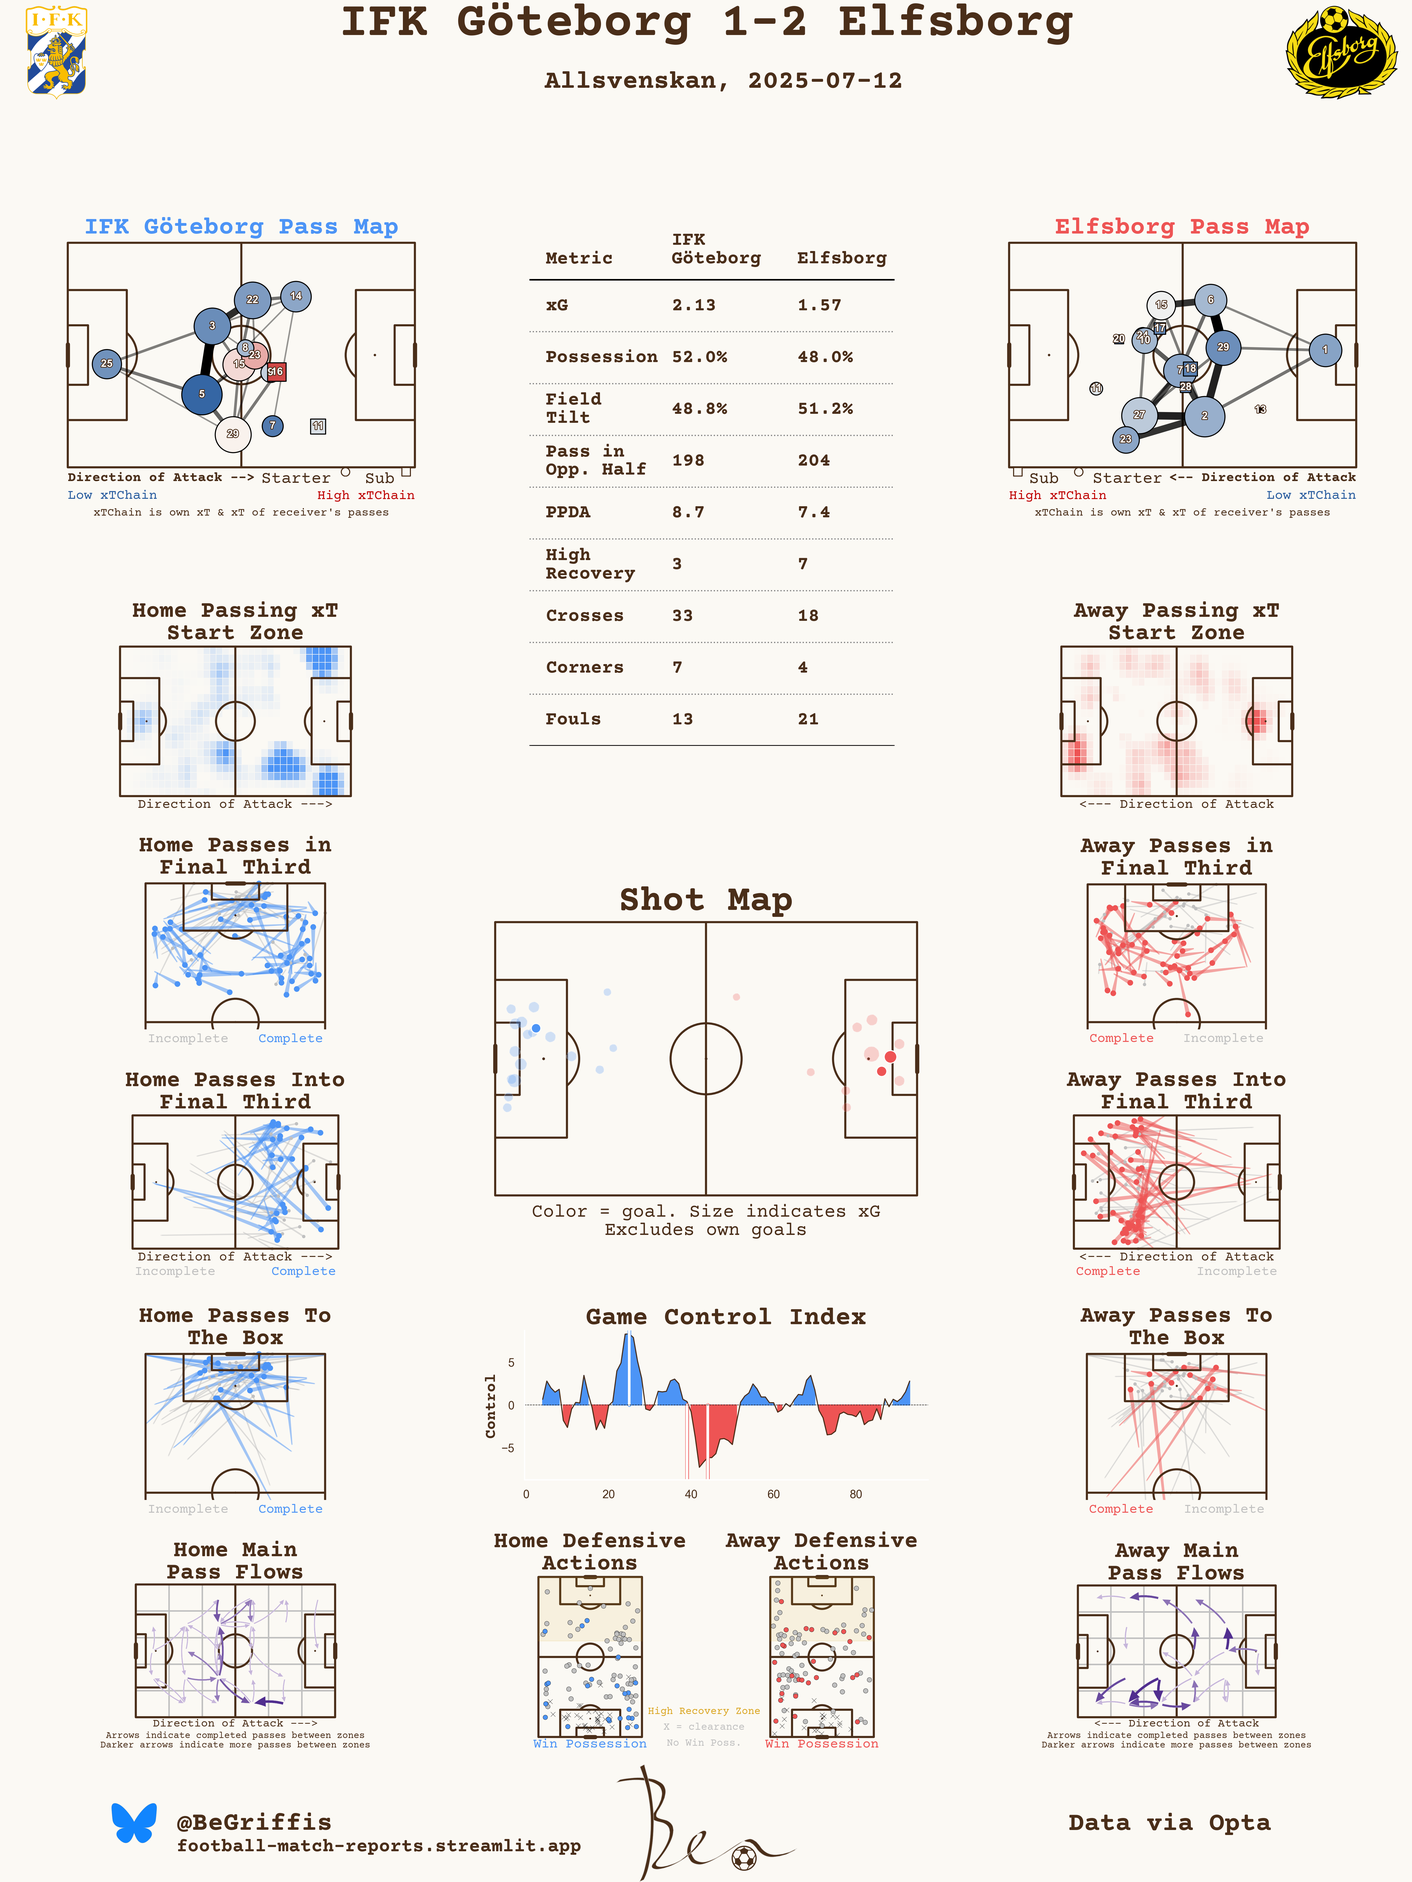 IFK Göteborg 1-2 Elfsborg
Allsvenskan, 2025-07-12
I·F·K
Elfsborg
IFK Göteborg Pass Map
22
14
3
8
23
15
25
16
5
29
7
11
Direction of Attack --> Starter Sub
Low xTChain High xTChain
xTChain is own xT & xT of receiver's passes
Metric IFK Göteborg Elfsborg
xG 2.13 1.57
Possession 52.0% 48.0%
Field Tilt 48.8% 51.2%
Pass in Opp. Half 198 204
PPDA 8.7 7.4
High Recovery 3 7
Crosses 33 18
Corners 7 4
Fouls 13 21
Elfsborg Pass Map
15
6
17
20
24
10
29
1
7
18
28
11
27
2
13
23
Sub Starter <-- Direction of Attack
High xTChain Low xTChain
xTChain is own xT & xT of receiver's passes
Home Passing xT
Start Zone
Direction of Attack --->
Away Passing xT
Start Zone
<--- Direction of Attack
Home Passes in
Final Third
Incomplete Complete
Away Passes in
Final Third
Complete Incomplete
Shot Map
Color = goal. Size indicates xG
Excludes own goals
Home Passes Into
Final Third
Direction of Attack --->
Incomplete Complete
Away Passes Into
Final Third
<--- Direction of Attack
Complete Incomplete
Home Passes To
The Box
Incomplete Complete
Game Control Index
Control
5
0
−5
0 20 40 60 80
Away Passes To
The Box
Complete Incomplete
Home Main
Pass Flows
Direction of Attack --->
Arrows indicate completed passes between zones
Darker arrows indicate more passes between zones
Home Defensive
Actions
Win Possession
Away Defensive
Actions
Win Possession
High Recovery Zone
X = clearance
No Win Poss.
Away Main
Pass Flows
<--- Direction of Attack
Arrows indicate completed passes between zones
Darker arrows indicate more passes between zones
@BeGriffis
football-match-reports.streamlit.app
Ben
Data via Opta